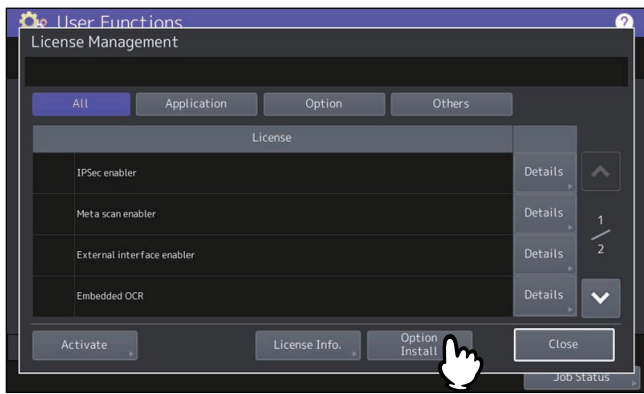 User Functions
?
License Management
All Application Option Others
License
IPSec enabler Details
Meta scan enabler Details
1
External interface enabler Details
2
Embedded OCR Details
Activate License Info. Option
Install Close
Job Status